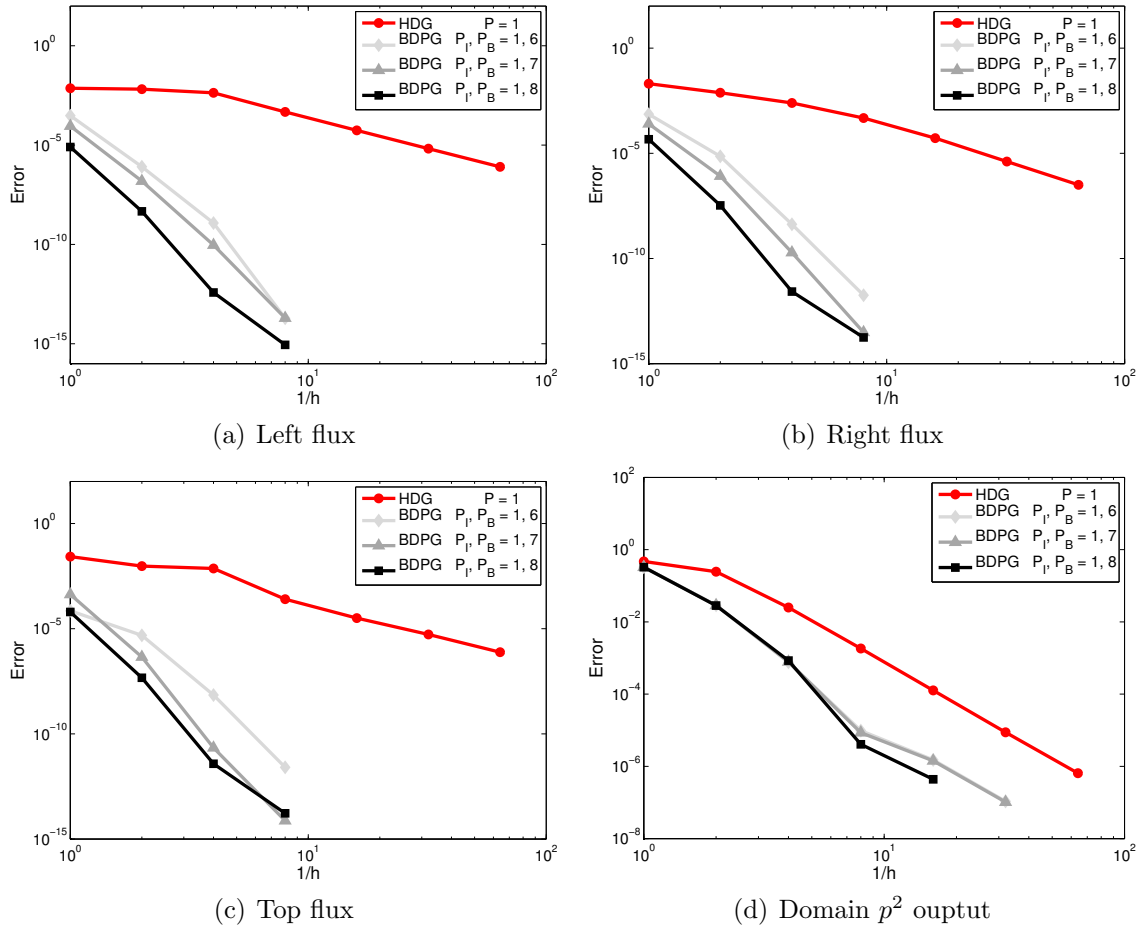 HDG P = 1
BDPG P_I, P_B = 1, 6
BDPG P_I, P_B = 1, 7
BDPG P_I, P_B = 1, 8
10^0
10^−5
10^−10
10^−15
Error
10^0 10^1 10^2
1/h
(a) Left flux
HDG P = 1
BDPG P_I, P_B = 1, 6
BDPG P_I, P_B = 1, 7
BDPG P_I, P_B = 1, 8
10^0
10^−5
10^−10
10^−15
Error
10^0 10^1 10^2
1/h
(b) Right flux
HDG P = 1
BDPG P_I, P_B = 1, 6
BDPG P_I, P_B = 1, 7
BDPG P_I, P_B = 1, 8
10^0
10^−5
10^−10
10^−15
Error
10^0 10^1 10^2
1/h
(c) Top flux
HDG P = 1
BDPG P_I, P_B = 1, 6
BDPG P_I, P_B = 1, 7
BDPG P_I, P_B = 1, 8
10^2
10^0
10^−2
10^−4
10^−6
10^−8
Error
10^0 10^1 10^2
1/h
(d) Domain p^2 ouptut